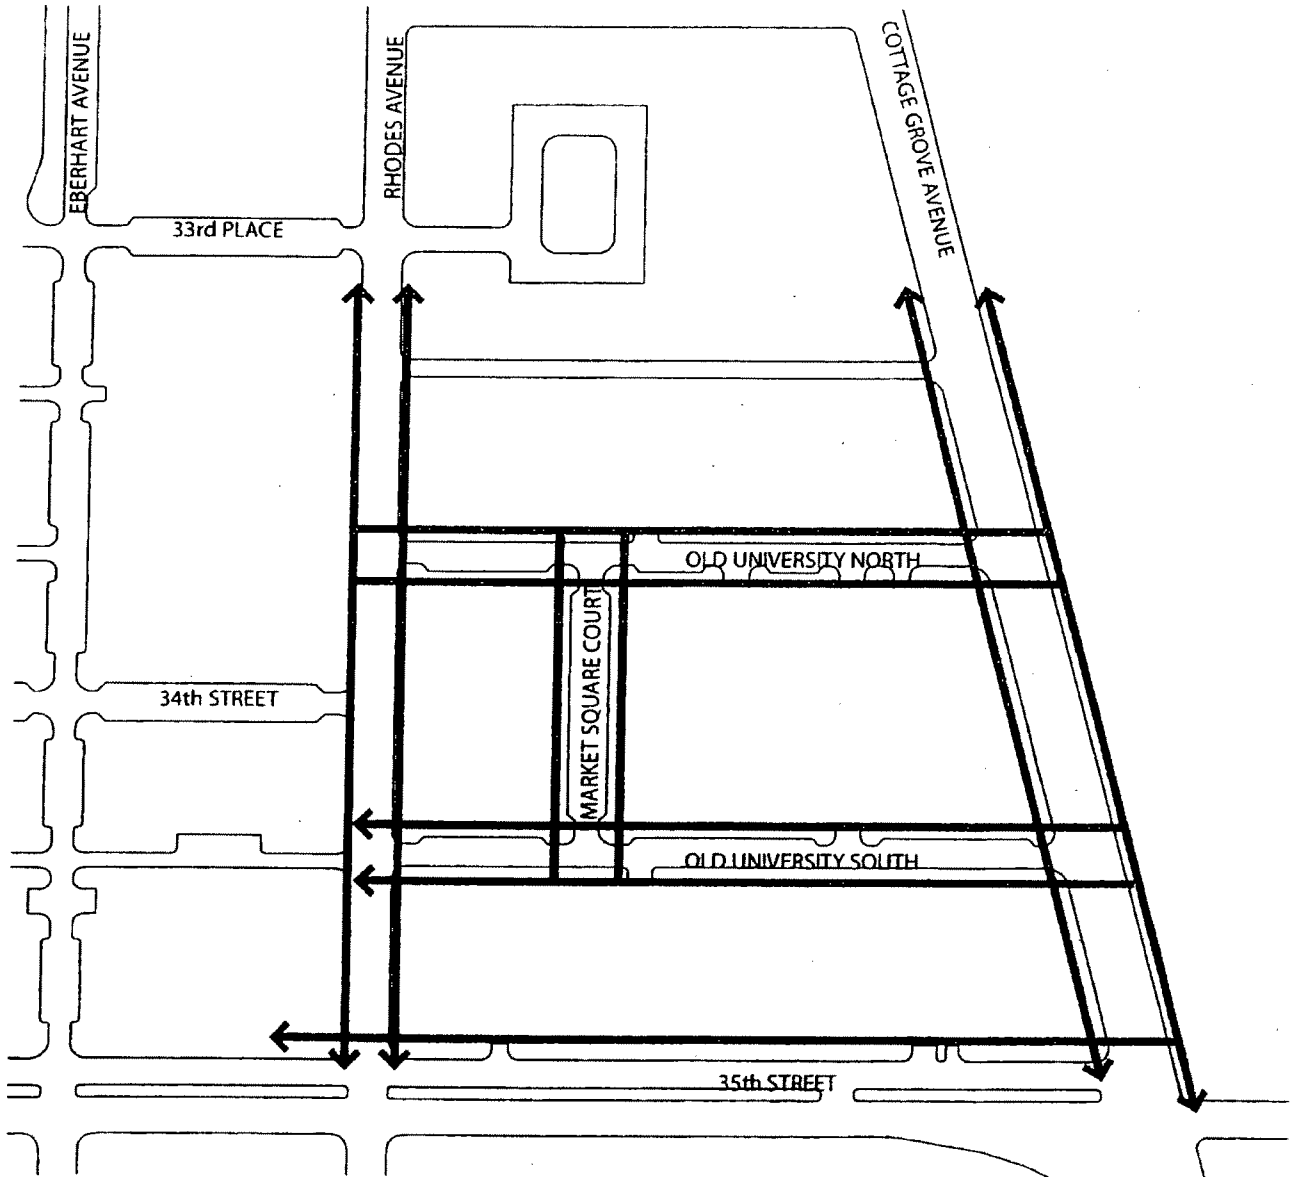 EBERHART AVENUE
RHODES AVENUE
COTTAGE GROVE AVENUE
33rd PLACE
OLD UNIVERSITY NORTH
MARKET SQUARE COURT
34th STREET
OLD UNIVERSITY SOUTH
35th STREET